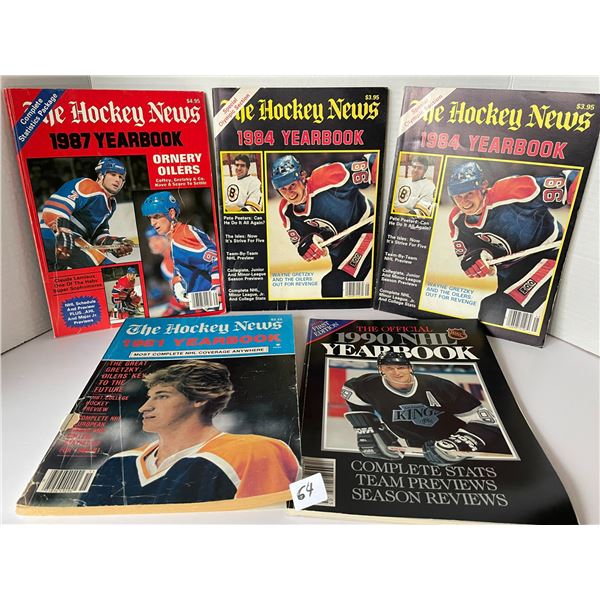 Complete
Statistics Package
$4.95
The Hockey News
1987 YEARBOOK
ORNERY
OILERS
Coffey, Gretzky & Co.
Have A Score To Settle
Claude Lemieux:
One Of The Habs'
Super Sophomores
NHL Schedule
And Preview
PLUS.. AHL
And Major Jr.
Previews
$3.95
The Hockey News
1984 YEARBOOK
Pete Peeters: Can
He Do It All Again?
The Isles: Now
It's Strive For Five
Team-By-Team
NHL Preview
Collegiate, Junior
And Minor-League
Season Previews
Complete NHL,
Minor League, Jr.
And College Stats
WAYNE GRETZKY
AND THE OILERS
OUT FOR REVENGE
$3.95
The Hockey News
1984 YEARBOOK
Pete Peeters: Can
He Do It All Again?
The Isles: Now
It's Strive For Five
Team-By-Team
NHL Preview
Collegiate, Junior
And Minor-League
Season Previews
Complete NHL,
Minor League, Jr.
And College Stats
WAYNE GRETZKY
AND THE OILERS
OUT FOR REVENGE
The Hockey News
1981 YEARBOOK
MOST COMPLETE NHL COVERAGE ANYWHERE
THE GREAT
GRETZKY:
OILERS' KEY
TO THE
FUTURE
COLLEGE
HOCKEY
PREVIEW
COMPLETE NHL
EUROPEAN
64
FIRST
EDITION
THE OFFICIAL
1990 NHL
YEARBOOK
KINGS
A
COMPLETE STATS
TEAM PREVIEWS
SEASON REVIEWS